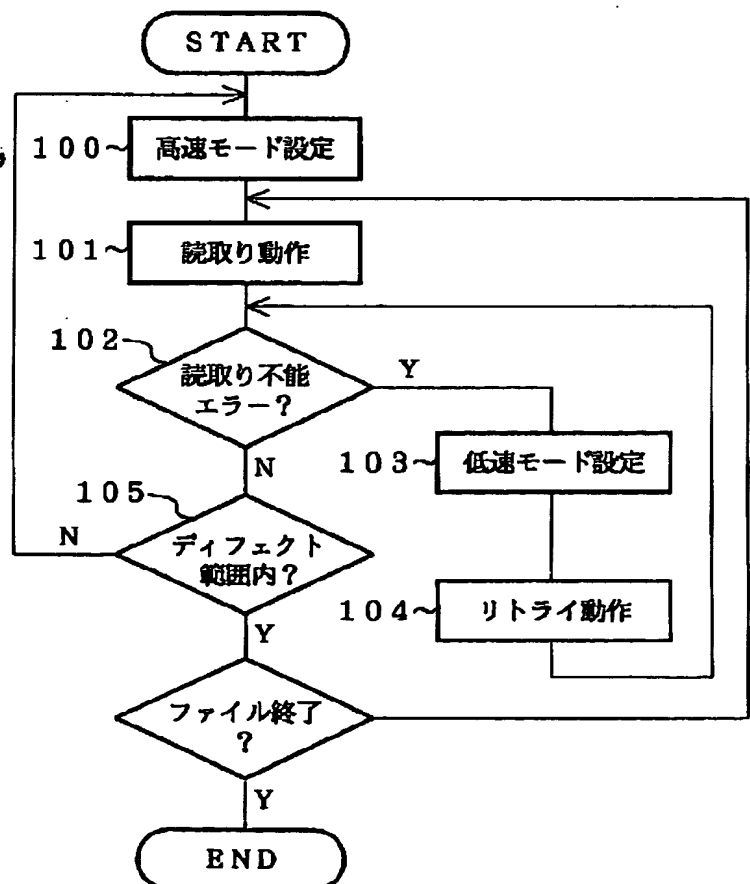 START
100~ 高速モード設定
101~ 読取り動作
102
読取り不能
エラー?
Y
N
103~ 低速モード設定
105
N
ディフェクト
範囲内?
104~ リトライ動作
Y
ファイル終了
?
Y
END